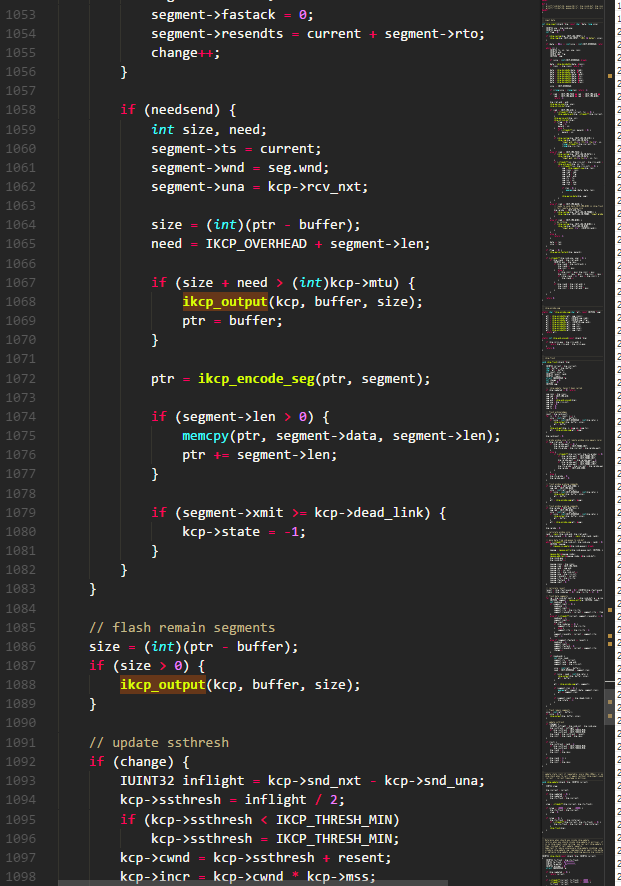 1053 segment->fastack = 0;
1054 segment->resendts = current + segment->rto;
1055 change++;
1056 }
1057
1058 if (needsend) {
1059 int size, need;
1060 segment->ts = current;
1061 segment->wnd = seg.wnd;
1062 segment->una = kcp->rcv_nxt;
1063
1064 size = (int)(ptr - buffer);
1065 need = IKCP_OVERHEAD + segment->len;
1066
1067 if (size + need > (int)kcp->mtu) {
1068 ikcp_output(kcp, buffer, size);
1069 ptr = buffer;
1070 }
1071
1072 ptr = ikcp_encode_seg(ptr, segment);
1073
1074 if (segment->len > 0) {
1075 memcpy(ptr, segment->data, segment->len);
1076 ptr += segment->len;
1077 }
1078
1079 if (segment->xmit >= kcp->dead_link) {
1080 kcp->state = -1;
1081 }
1082 }
1083 }
1084
1085 // flash remain segments
1086 size = (int)(ptr - buffer);
1087 if (size > 0) {
1088 ikcp_output(kcp, buffer, size);
1089 }
1090
1091 // update ssthresh
1092 if (change) {
1093 IUINT32 inflight = kcp->snd_nxt - kcp->snd_una;
1094 kcp->ssthresh = inflight / 2;
1095 if (kcp->ssthresh < IKCP_THRESH_MIN)
1096 kcp->ssthresh = IKCP_THRESH_MIN;
1097 kcp->cwnd = kcp->ssthresh + resent;
1098 kcp->incr = kcp->cwnd * kcp->mss;